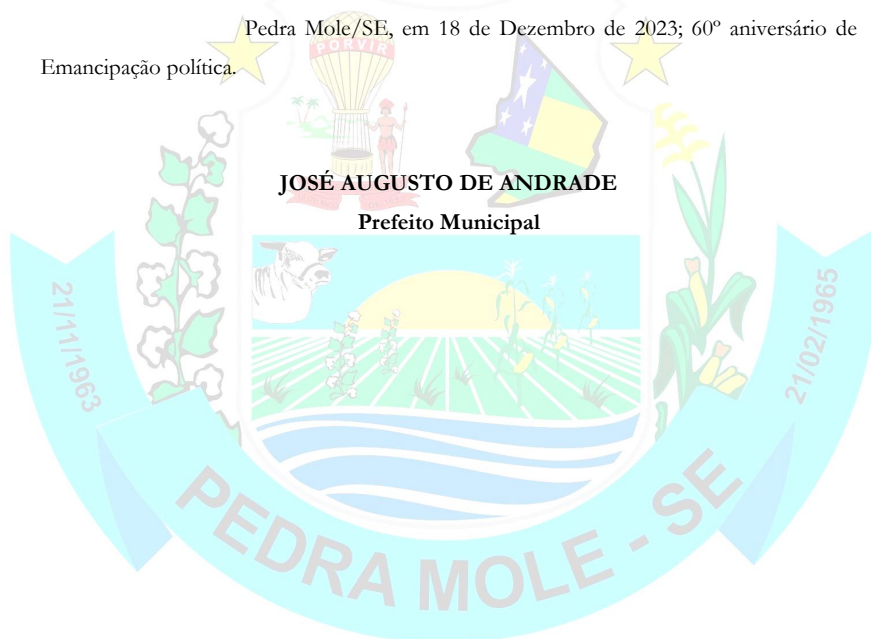 Pedra Mole/SE, em 18 de Dezembro de 2023; 60º aniversário de
Emancipação política.
PORVIR
JOSÉ AUGUSTO DE ANDRADE
Prefeito Municipal
21/11/1963
21/02/1965
PEDRA MOLE - SE